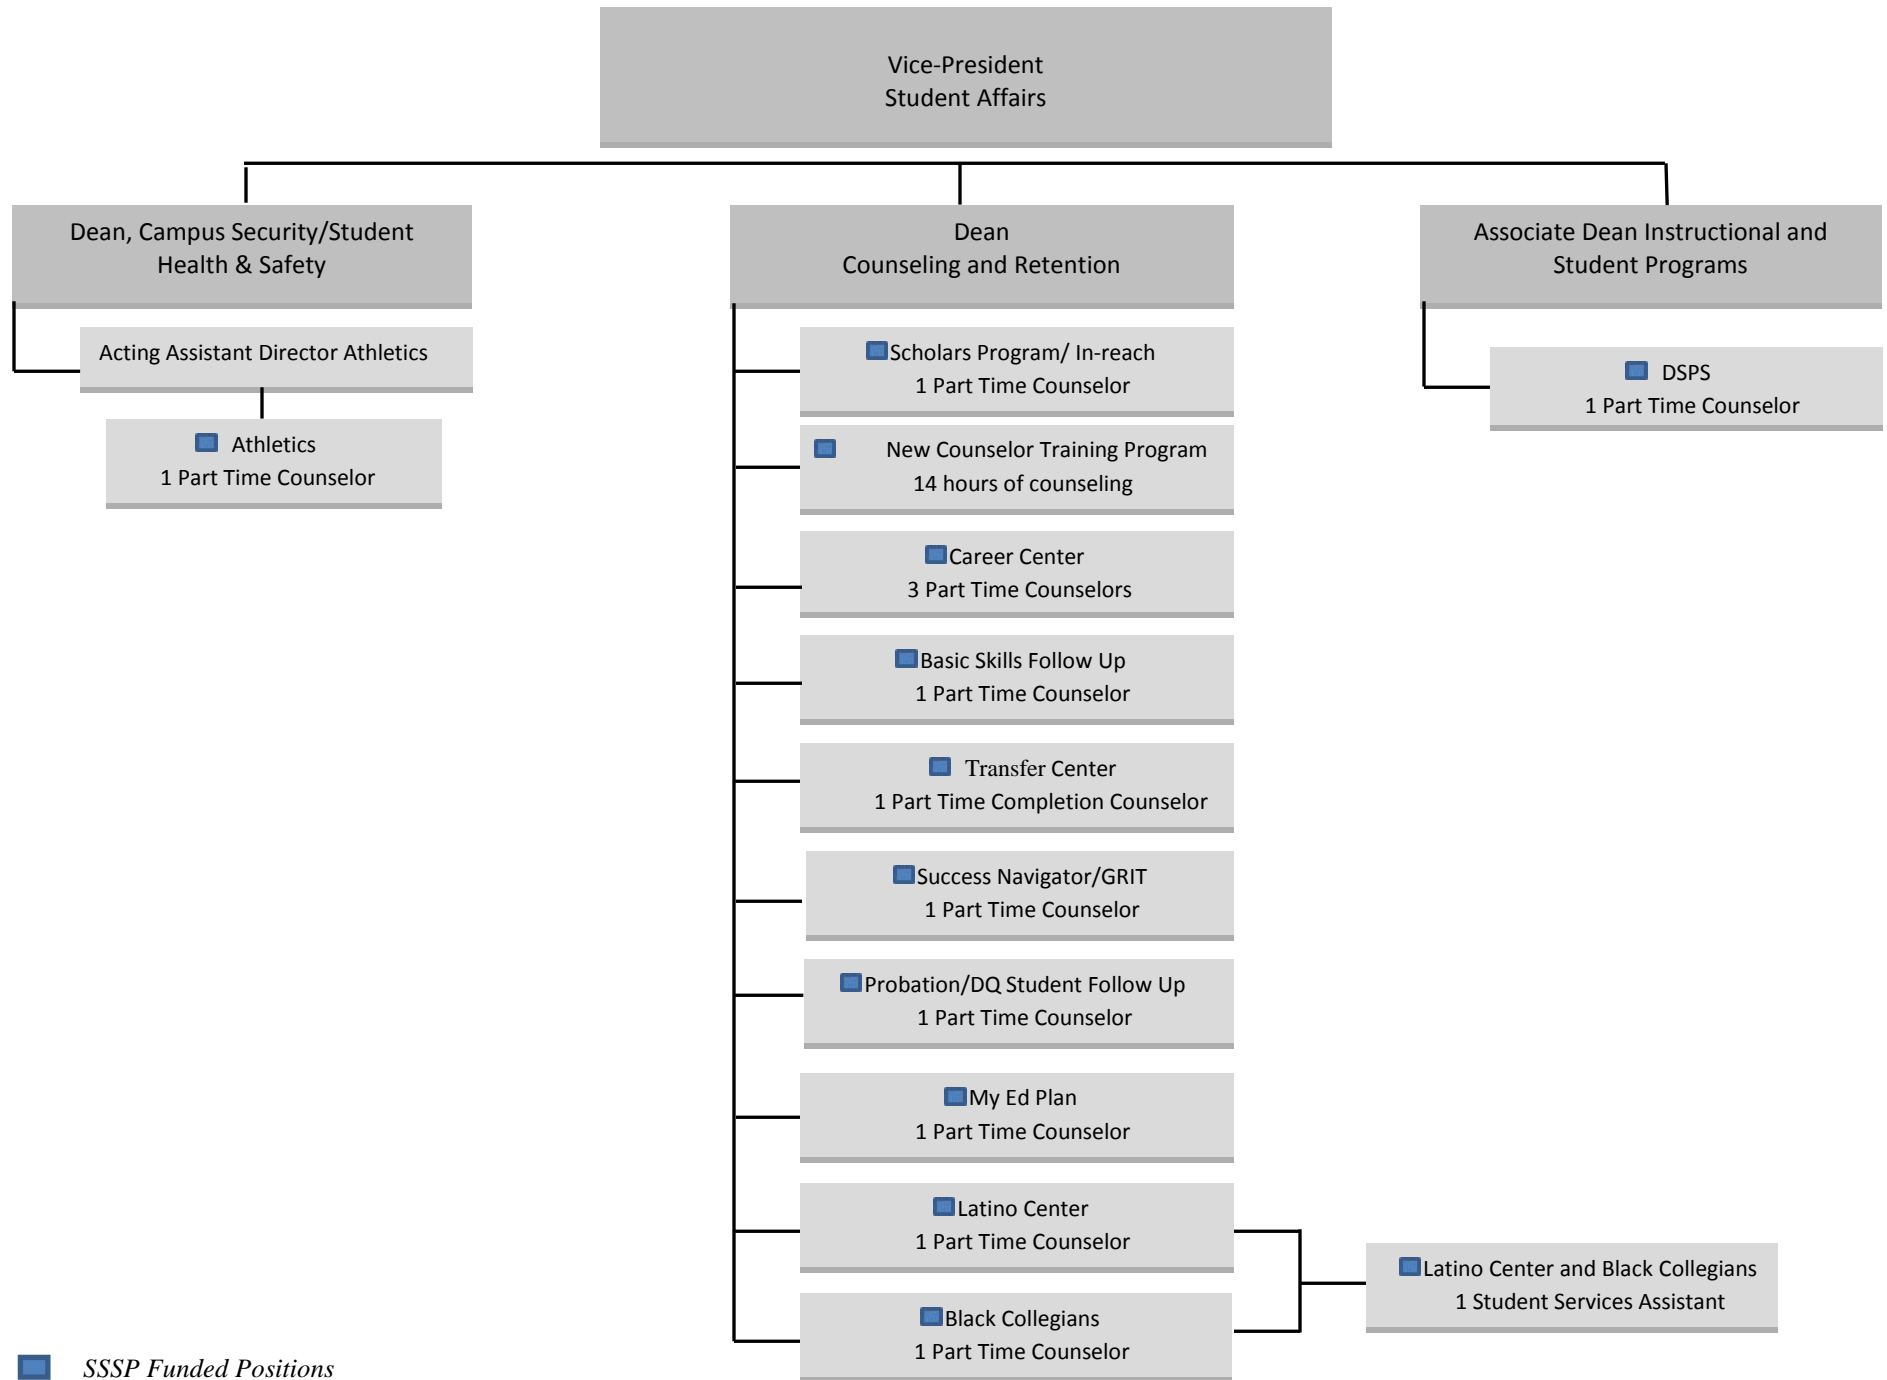 Vice-President
Student Affairs
Dean, Campus Security/Student
Health & Safety
Acting Assistant Director Athletics
Athletics
1 Part Time Counselor
Dean
Counseling and Retention
Scholars Program/ In-reach
1 Part Time Counselor
New Counselor Training Program
14 hours of counseling
Career Center
3 Part Time Counselors
Basic Skills Follow Up
1 Part Time Counselor
Transfer Center
1 Part Time Completion Counselor
Success Navigator/GRIT
1 Part Time Counselor
Probation/DQ Student Follow Up
1 Part Time Counselor
My Ed Plan
1 Part Time Counselor
Latino Center
1 Part Time Counselor
Black Collegians
1 Part Time Counselor
Latino Center and Black Collegians
1 Student Services Assistant
Associate Dean Instructional and
Student Programs
DSPS
1 Part Time Counselor
SSSP Funded Positions